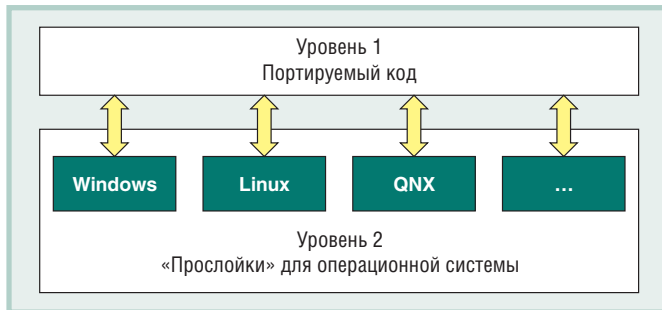 Уровень 1
Портируемый код
Windows
Linux
QNX
...
Уровень 2
«Прослойки» для операционной системы